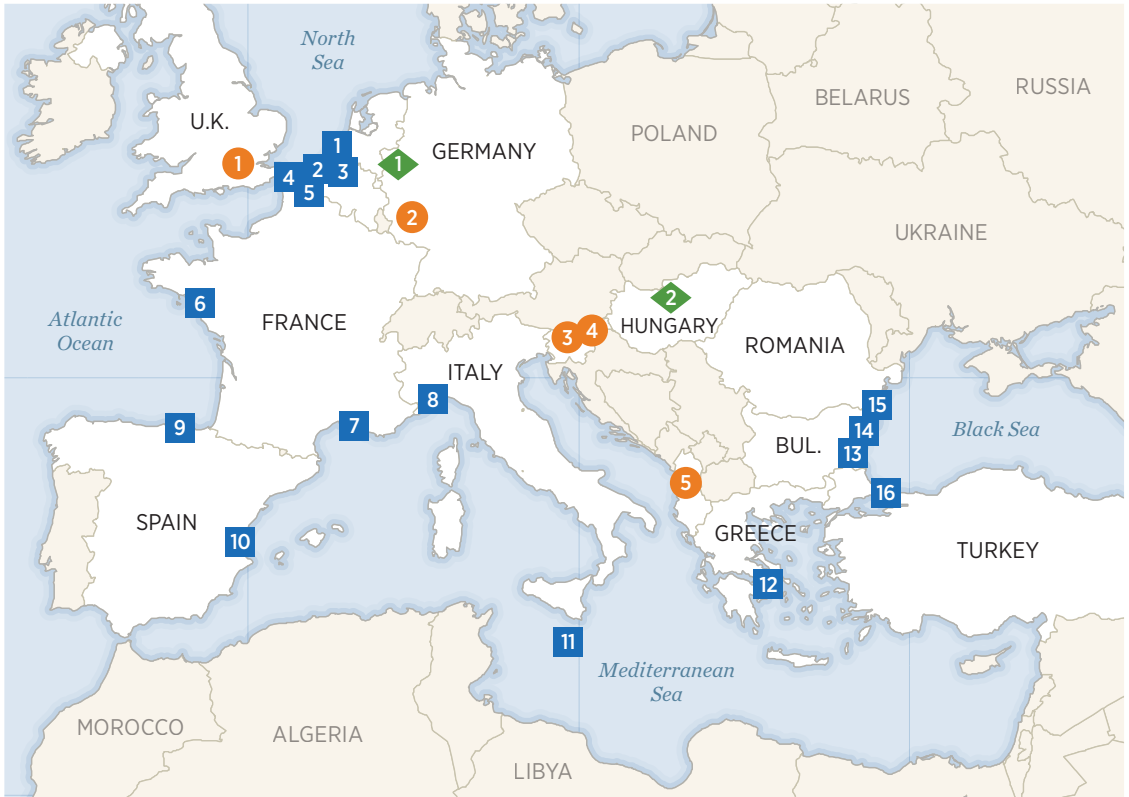 North
Sea
RUSSIA
BELARUS
U.K.
POLAND
GERMANY
1
1
1
2
3
4
5
2
UKRAINE
6
2
Atlantic
Ocean
FRANCE
HUNGARY
3
4
ROMANIA
ITALY
8
15
9
7
14
Black Sea
BUL.
13
5
16
SPAIN
GREECE
10
TURKEY
12
11
Mediterranean
Sea
MOROCCO
ALGERIA
LIBYA